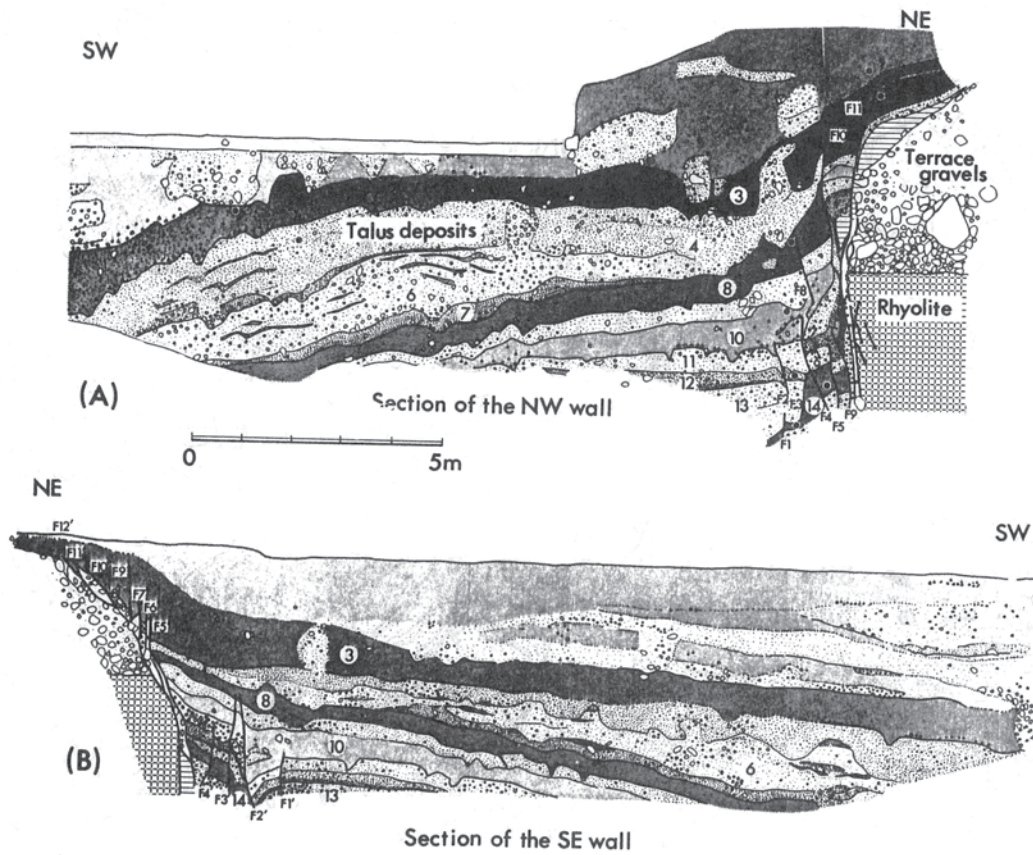 SW
NE
F11
F10
Terrace
gravels
3
Talus deposits
4
8
F8
6
7
Rhyolite
10
11
12
(A)
Section of the NW wall
13
F2
F3
14
F4
F5
F9
F1
0
5m
NE
SW
F12'
F11'
F10'
F9
F7
F6
F5
3
8
10
6
(B)
F4
F3'
14
F1'
13
F2'
Section of the SE wall